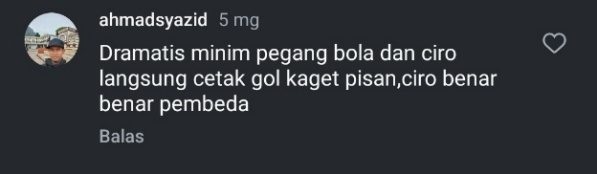 ahmadsyazid 5 mg
Dramatis minim pegang bola dan ciro
langsung cetak gol kaget pisan,ciro benar
benar pembeda
Balas